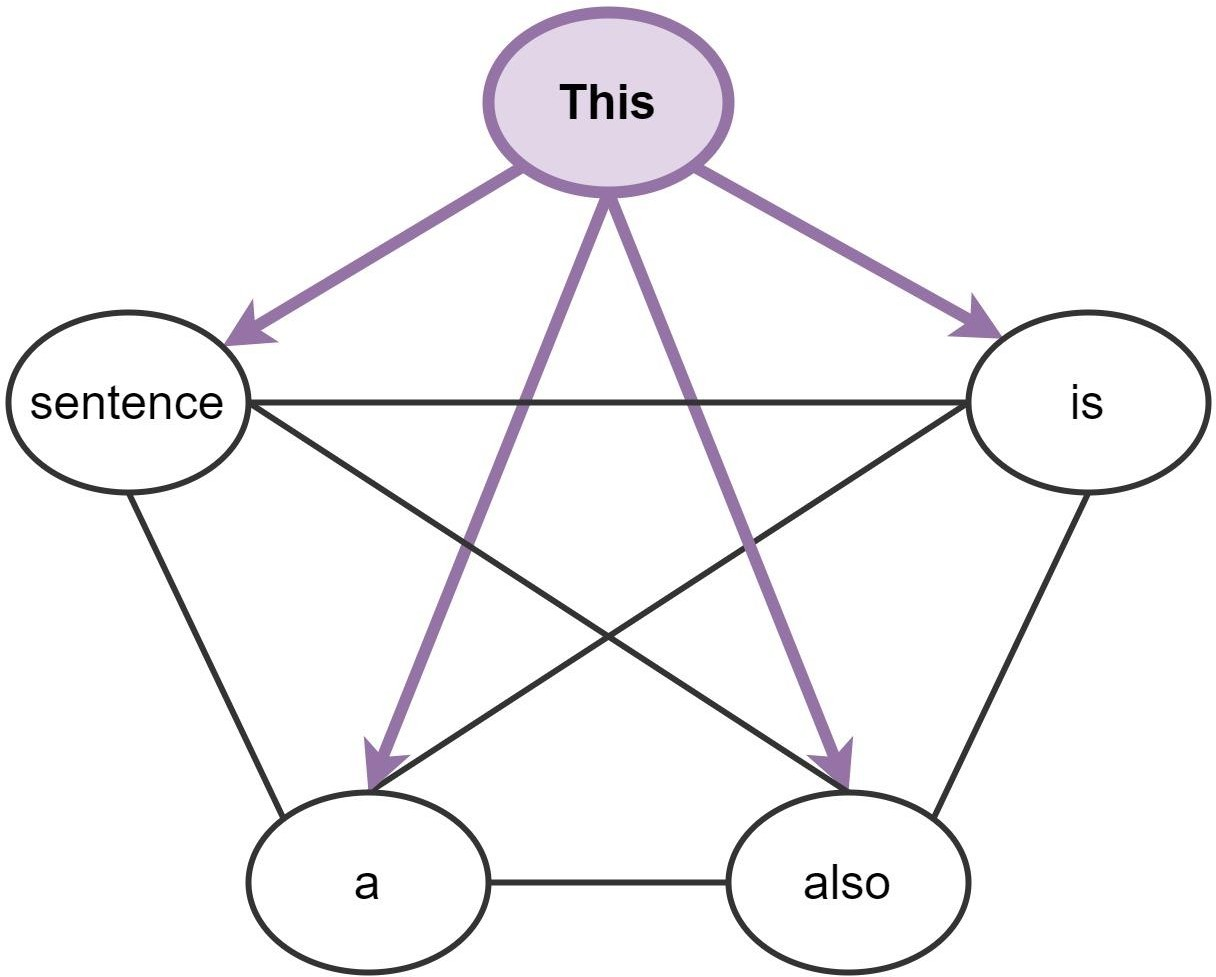 This
sentence
is
a
also